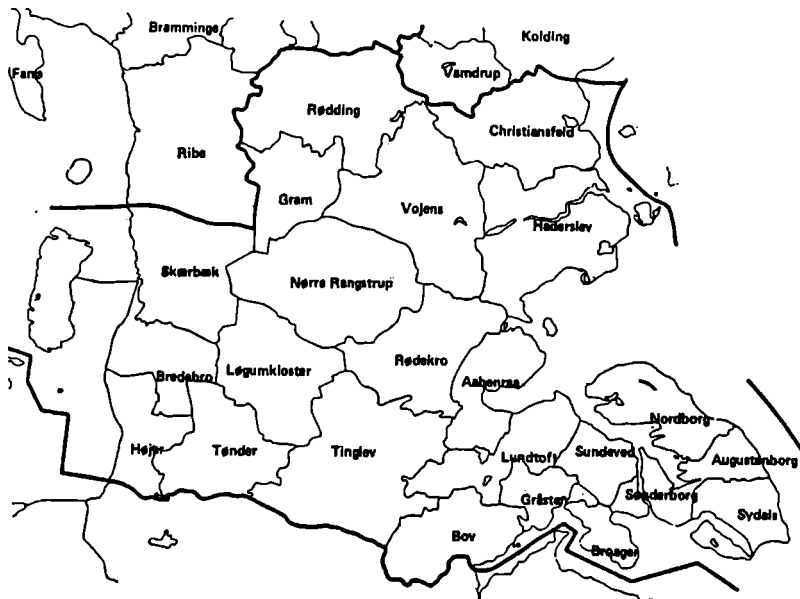 Bramminge
Kolding
Fanø
Vamdrup
Rødding
Christiansfeld
Ribe
Gram
Vojens
Haderslev
Skærbæk
Nørre Rangstrup
Rødekro
Løgumkloster
Bredebro
Aabenraa
Nordborg
Højer
Tønder
Tinglev
Lundtoft
Sundeved
Augustenborg
Gråsten
Sønderborg
Sydals
Bov
Broager